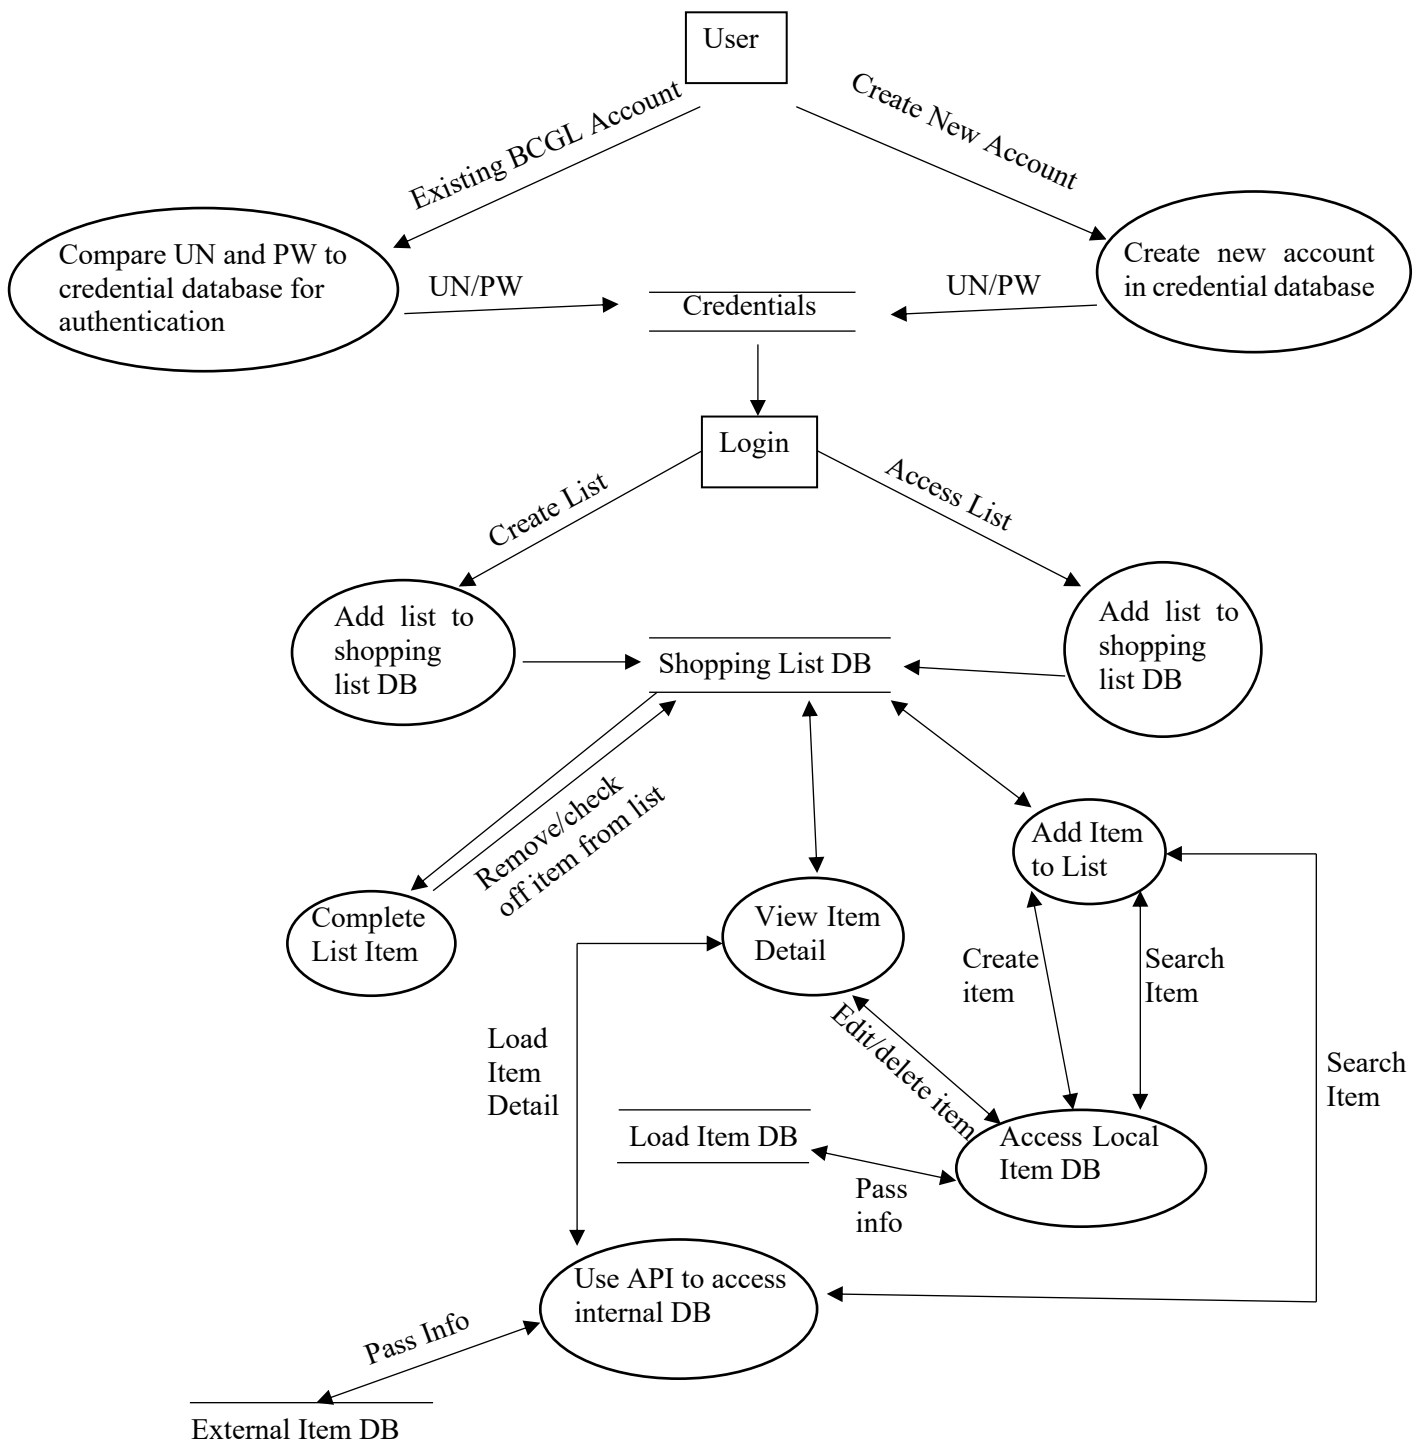 User
Existing BCGL Account
Create New Account
Compare UN and PW to
credential database for
authentication
UN/PW
Credentials
UN/PW
Create new account
in credential database
Login
Create List
Access List
Add list to
shopping
list DB
Shopping List DB
Add list to
shopping
list DB
Remove/check
off item from list
Complete
List Item
View Item
Detail
Add Item
to List
Create
item
Search
Item
Load
Item
Detail
Edit/delete item
Search
Item
Load Item DB
Access Local
Item DB
Pass
info
Use API to access
internal DB
Pass Info
External Item DB